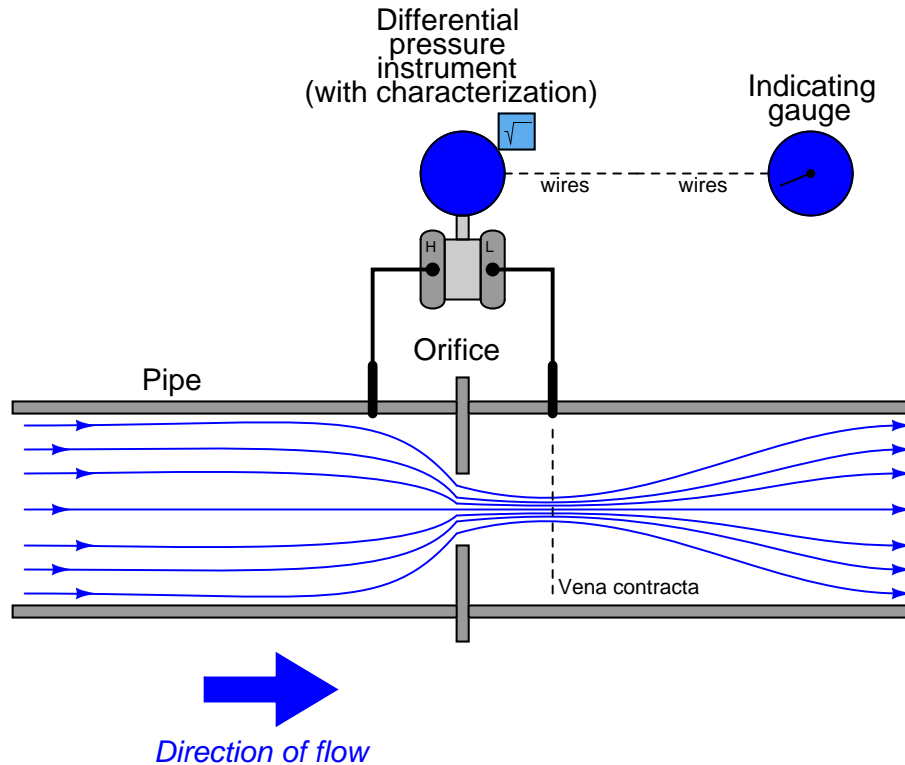 Differential
pressure
instrument
(with characterization)
√
Indicating
gauge
wires
wires
H
L
Orifice
Pipe
Vena contracta
Direction of flow